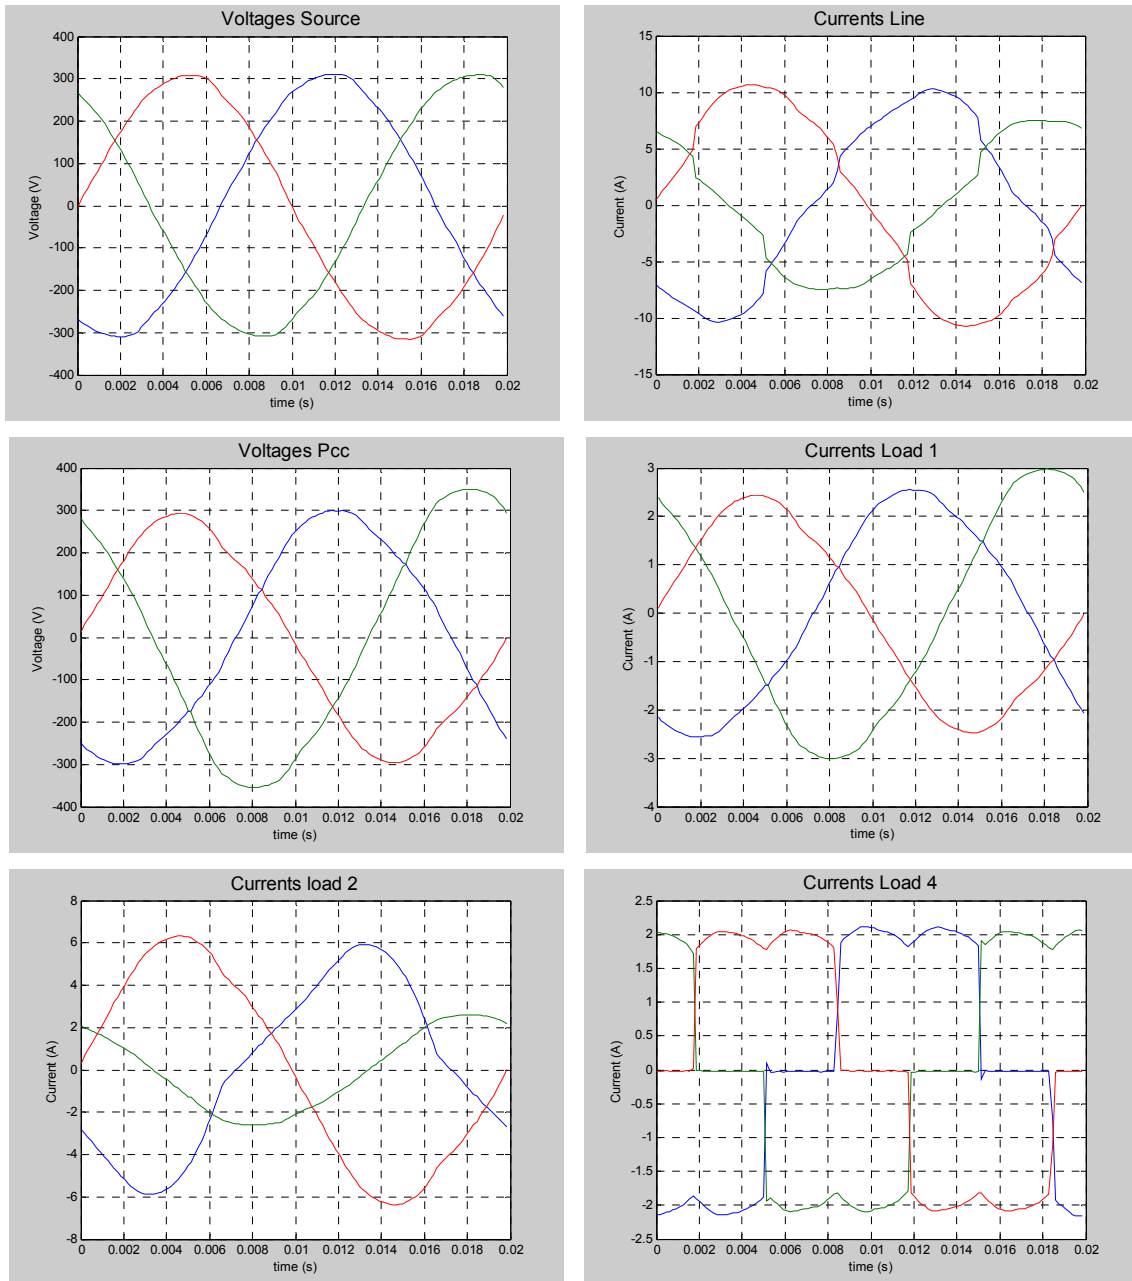 Voltages Source
400
300
200
100
0
-100
-200
-300
-400
Voltage (V)
0 0.002 0.004 0.006 0.008 0.01 0.012 0.014 0.016 0.018 0.02
time (s)
Currents Line
15
10
5
0
-5
-10
-15
Current (A)
0 0.002 0.004 0.006 0.008 0.01 0.012 0.014 0.016 0.018 0.02
time (s)
Voltages Pcc
400
300
200
100
0
-100
-200
-300
-400
Voltage (V)
0 0.002 0.004 0.006 0.008 0.01 0.012 0.014 0.016 0.018 0.02
time (s)
Currents Load 1
3
2
1
0
-1
-2
-3
-4
Current (A)
0 0.002 0.004 0.006 0.008 0.01 0.012 0.014 0.016 0.018 0.02
time (s)
Currents load 2
8
6
4
2
0
-2
-4
-6
-8
Current (A)
0 0.002 0.004 0.006 0.008 0.01 0.012 0.014 0.016 0.018 0.02
time (s)
Currents Load 4
2.5
2
1.5
1
0.5
0
-0.5
-1
-1.5
-2
-2.5
Current (A)
0 0.002 0.004 0.006 0.008 0.01 0.012 0.014 0.016 0.018 0.02
time (s)